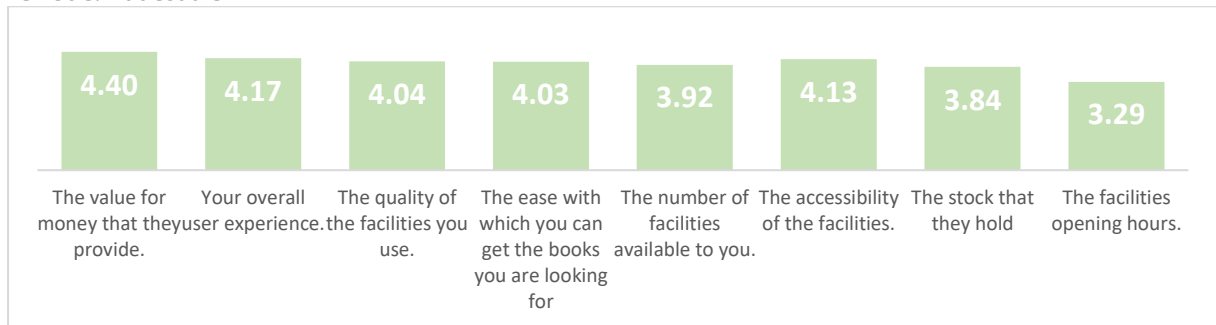 4.40
4.17
4.04
4.03
3.92
4.13
3.84
3.29
The value for
money that they
provide.
Your overall
user experience.
The quality of
the facilities you
use.
The ease with
which you can
get the books
you are looking
for
The number of
facilities
available to you.
The accessibility
of the facilities.
The stock that
they hold
The facilities
opening hours.